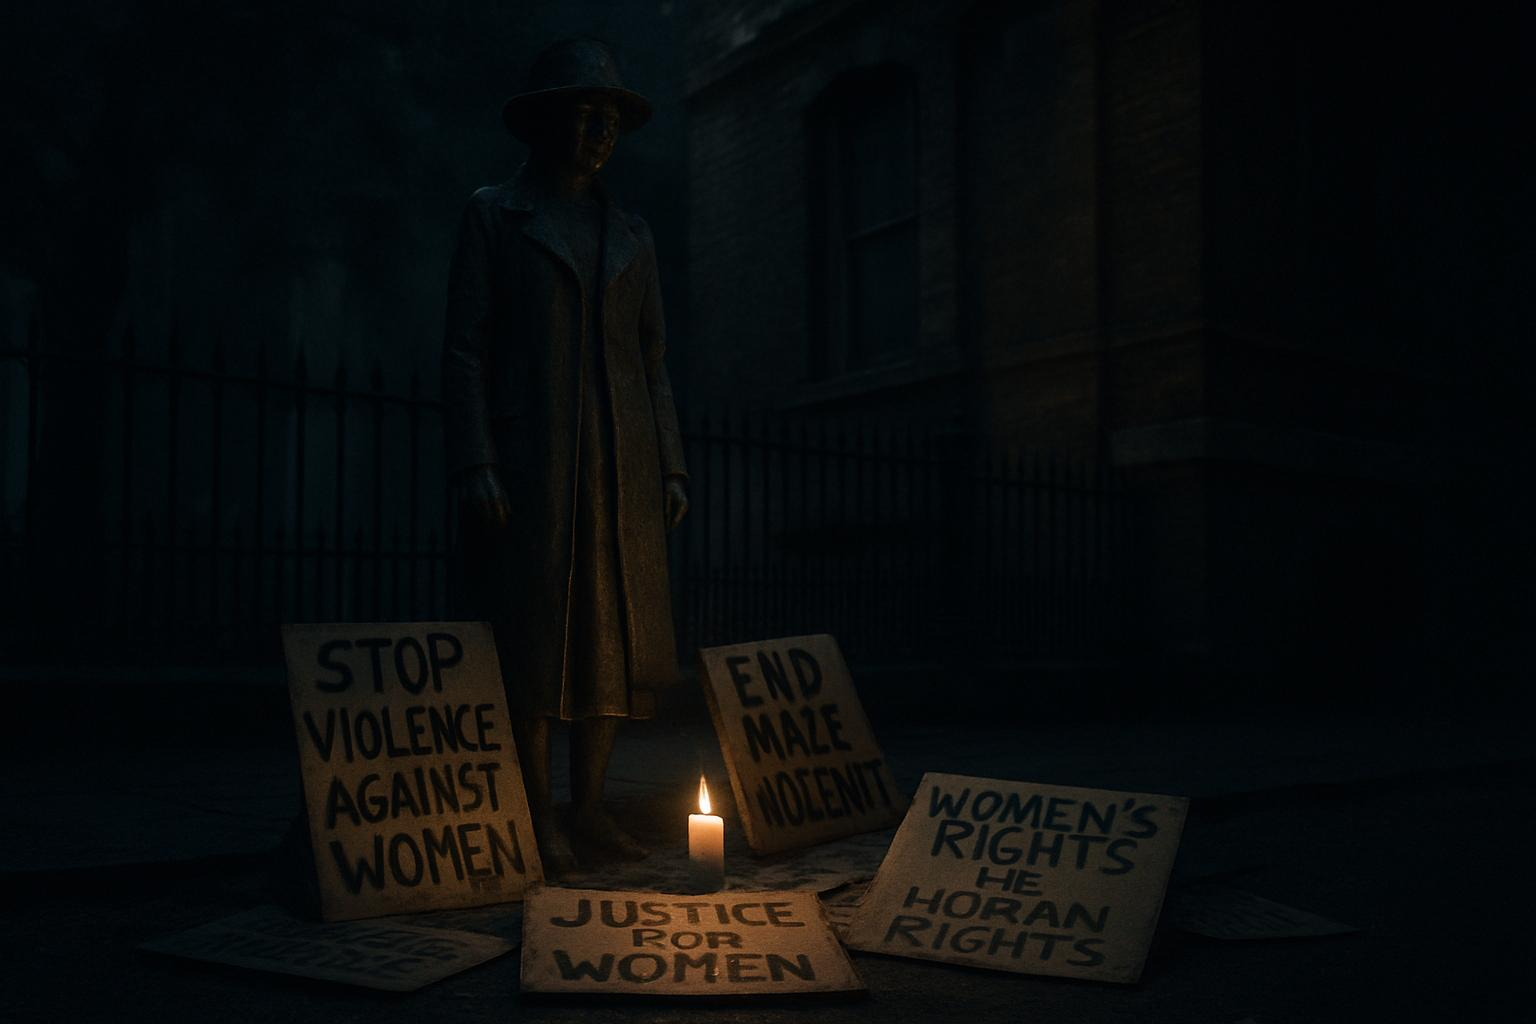 STOP
VIOLENCE
AGAINST
WOMEN
END
MAZE
NOCENIT
JUSTICE
ROR
WOMEN
WOMEN'S
RIGHTS
HE
HORAN
RIGHTS